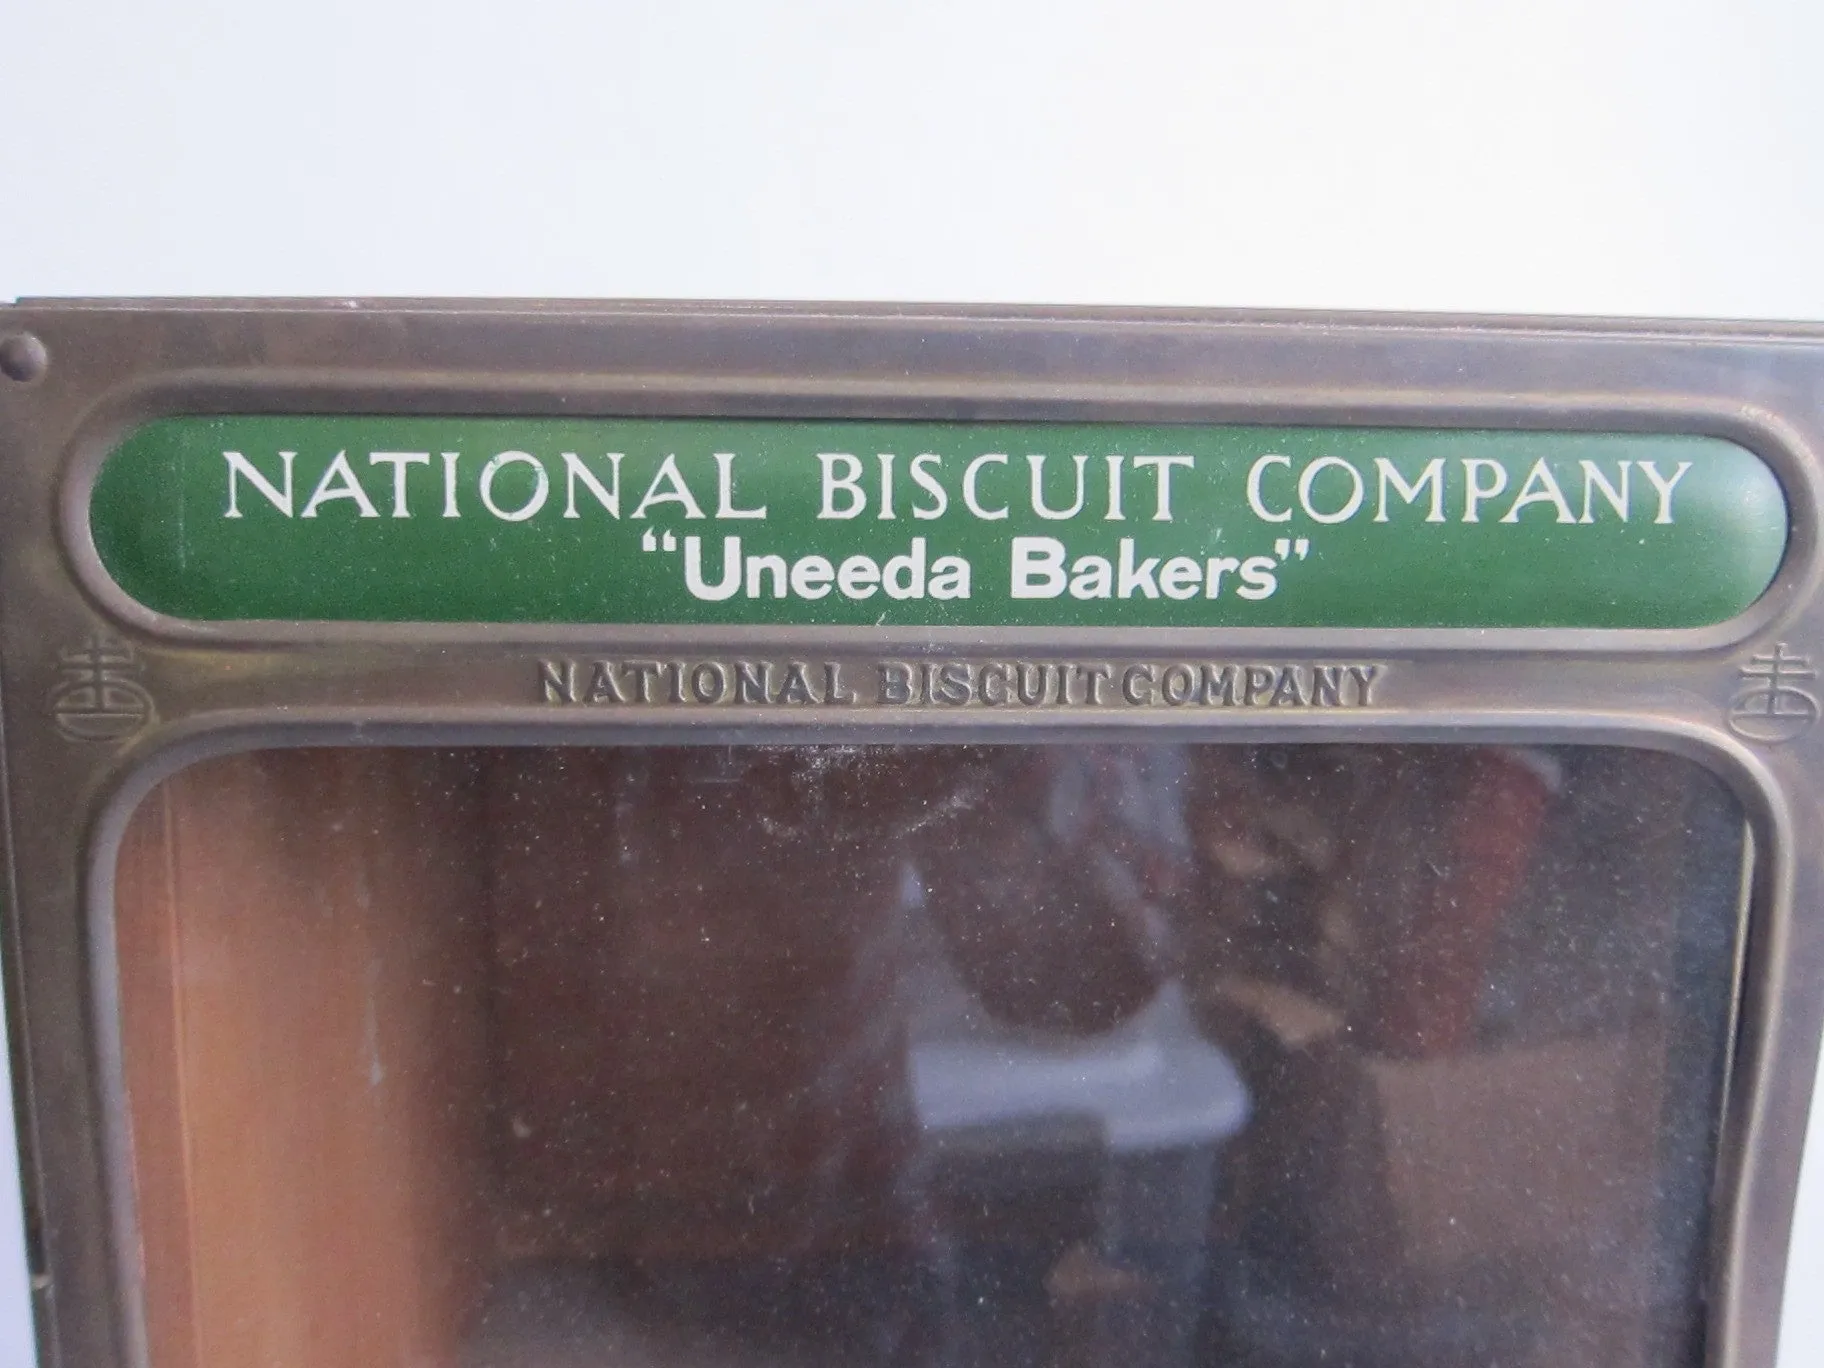 NATIONAL BISCUIT COMPANY
“Uneeda Bakers”
NATIONAL BISCUIT COMPANY